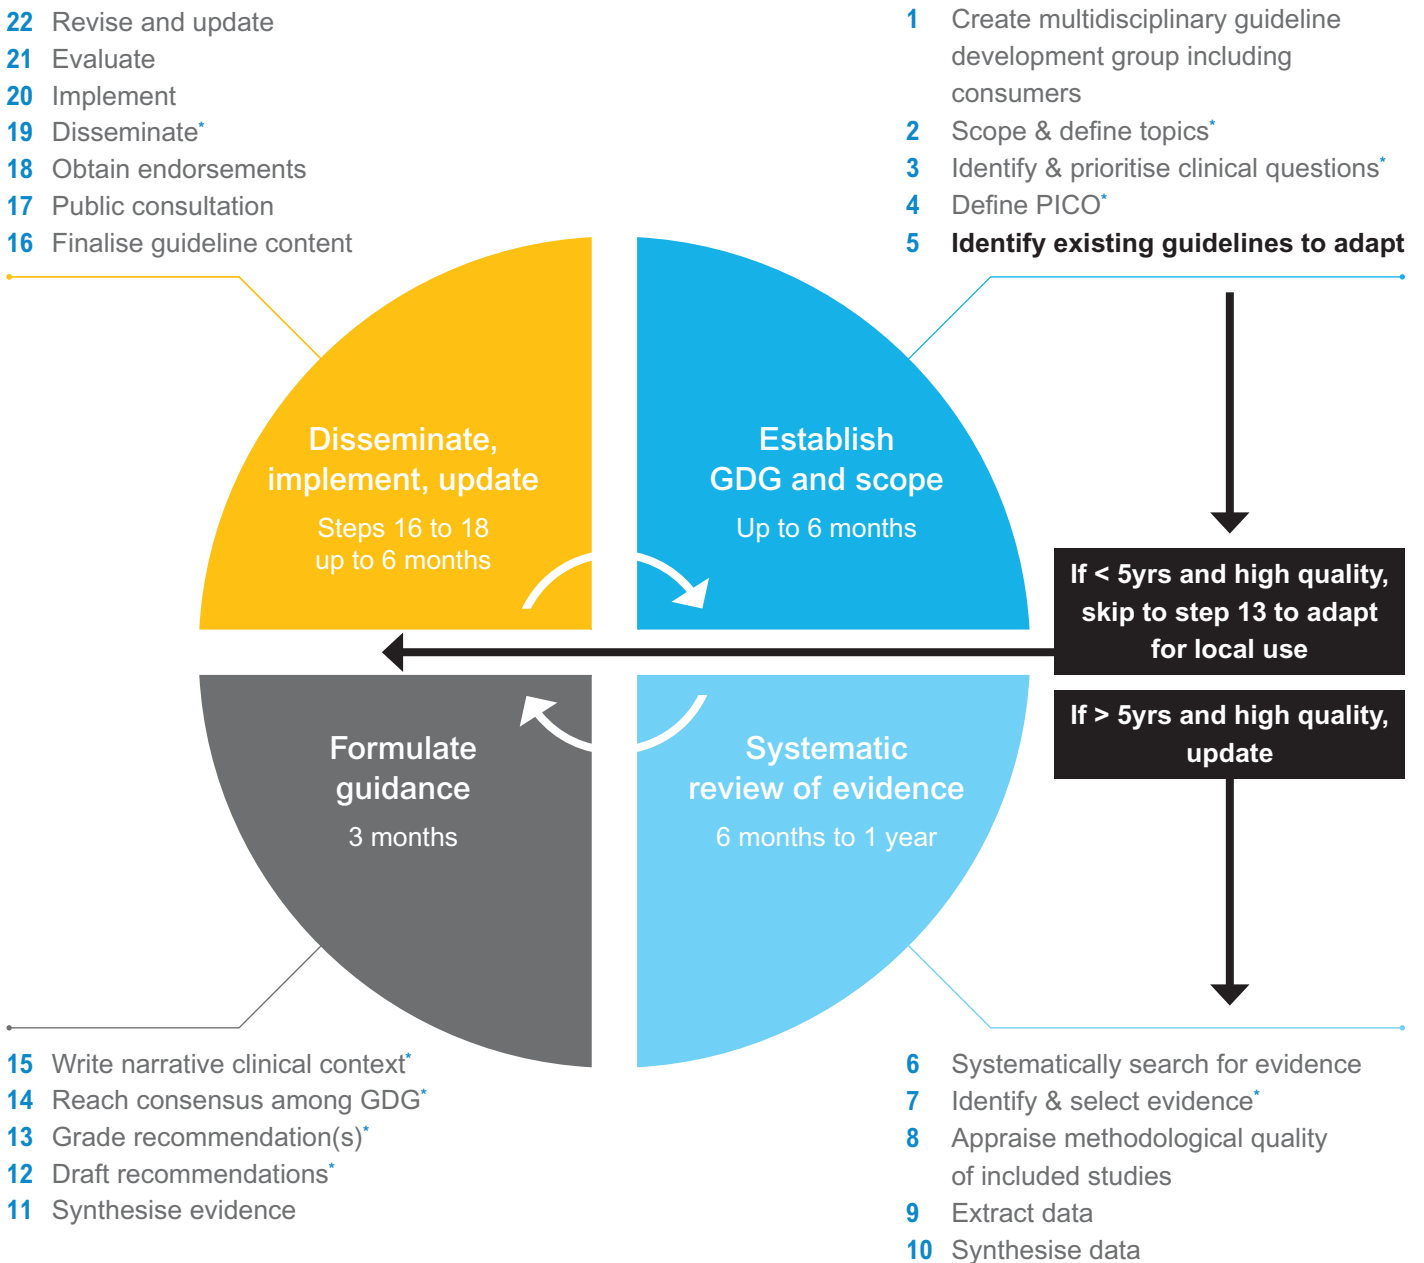 22 Revise and update
21 Evaluate
20 Implement
19 Disseminate*
18 Obtain endorsements
17 Public consultation
16 Finalise guideline content
1 Create multidisciplinary guideline
development group including
consumers
2 Scope & define topics*
3 Identify & prioritise clinical questions*
4 Define PICO*
5 Identify existing guidelines to adapt
Disseminate,
implement, update
Steps 16 to 18
up to 6 months
Establish
GDG and scope
Up to 6 months
If < 5yrs and high quality,
skip to step 13 to adapt
for local use
If > 5yrs and high quality,
update
Formulate
guidance
3 months
Systematic
review of evidence
6 months to 1 year
15 Write narrative clinical context*
14 Reach consensus among GDG*
13 Grade recommendation(s)*
12 Draft recommendations*
11 Synthesise evidence
6 Systematically search for evidence
7 Identify & select evidence*
8 Appraise methodological quality
of included studies
9 Extract data
10 Synthesise data